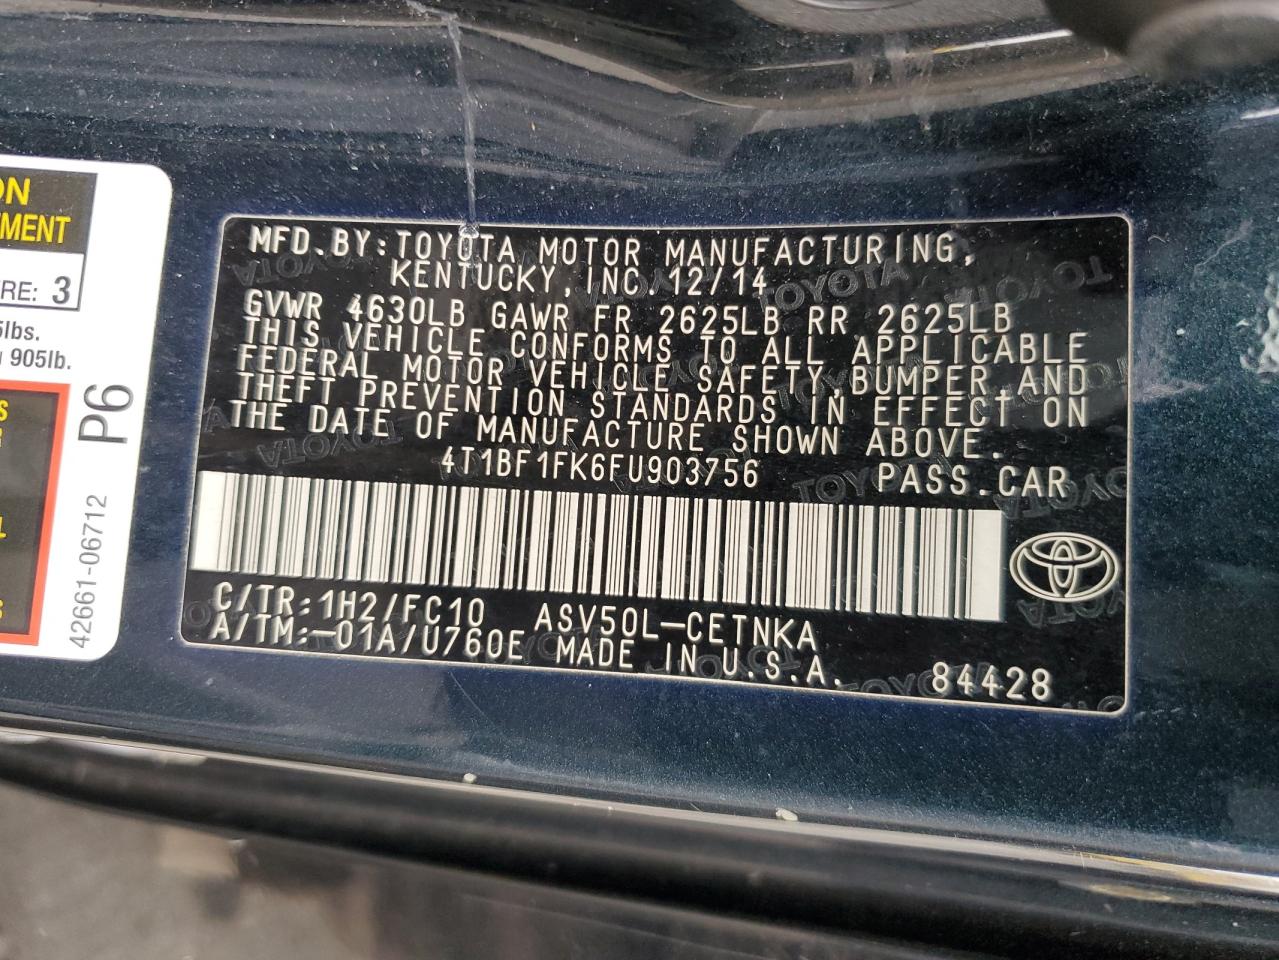 ON
TMENT
RE: 3
lbs.
905lb.
P6
42661-06712
MFD.BY:TOYOTA MOTOR MANUFACTURING,
KENTUCKY, INC. 12/14
GVWR 4630LB GAWR FR 2625LB RR 2625LB
THIS VEHICLE CONFORMS TO ALL APPLICABLE
FEDERAL MOTOR VEHICLE SAFETY,BUMPER,AND
THEFT PREVENTION STANDARDS IN EFFECT ON
THE DATE OF MANUFACTURE SHOWN ABOVE.
4T1BF1FK6FU903756 PASS.CAR
C/TR:1H2/FC10 ASV50L-CETNKA
A/TM:-01A/U760E MADE IN U.S.A. 84428